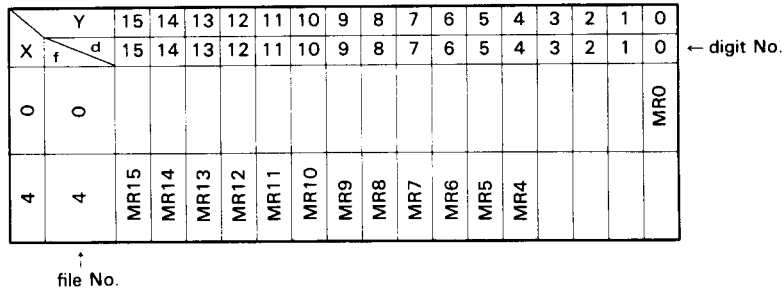 Y 15 14 13 12 11 10 9 8 7 6 5 4 3 2 1 0
X f d 15 14 13 12 11 10 9 8 7 6 5 4 3 2 1 0 ← digit No.
0 0 MR0
4 4 MR15 MR14 MR13 MR12 MR11 MR10 MR9 MR8 MR7 MR6 MR5 MR4
↑
file No.